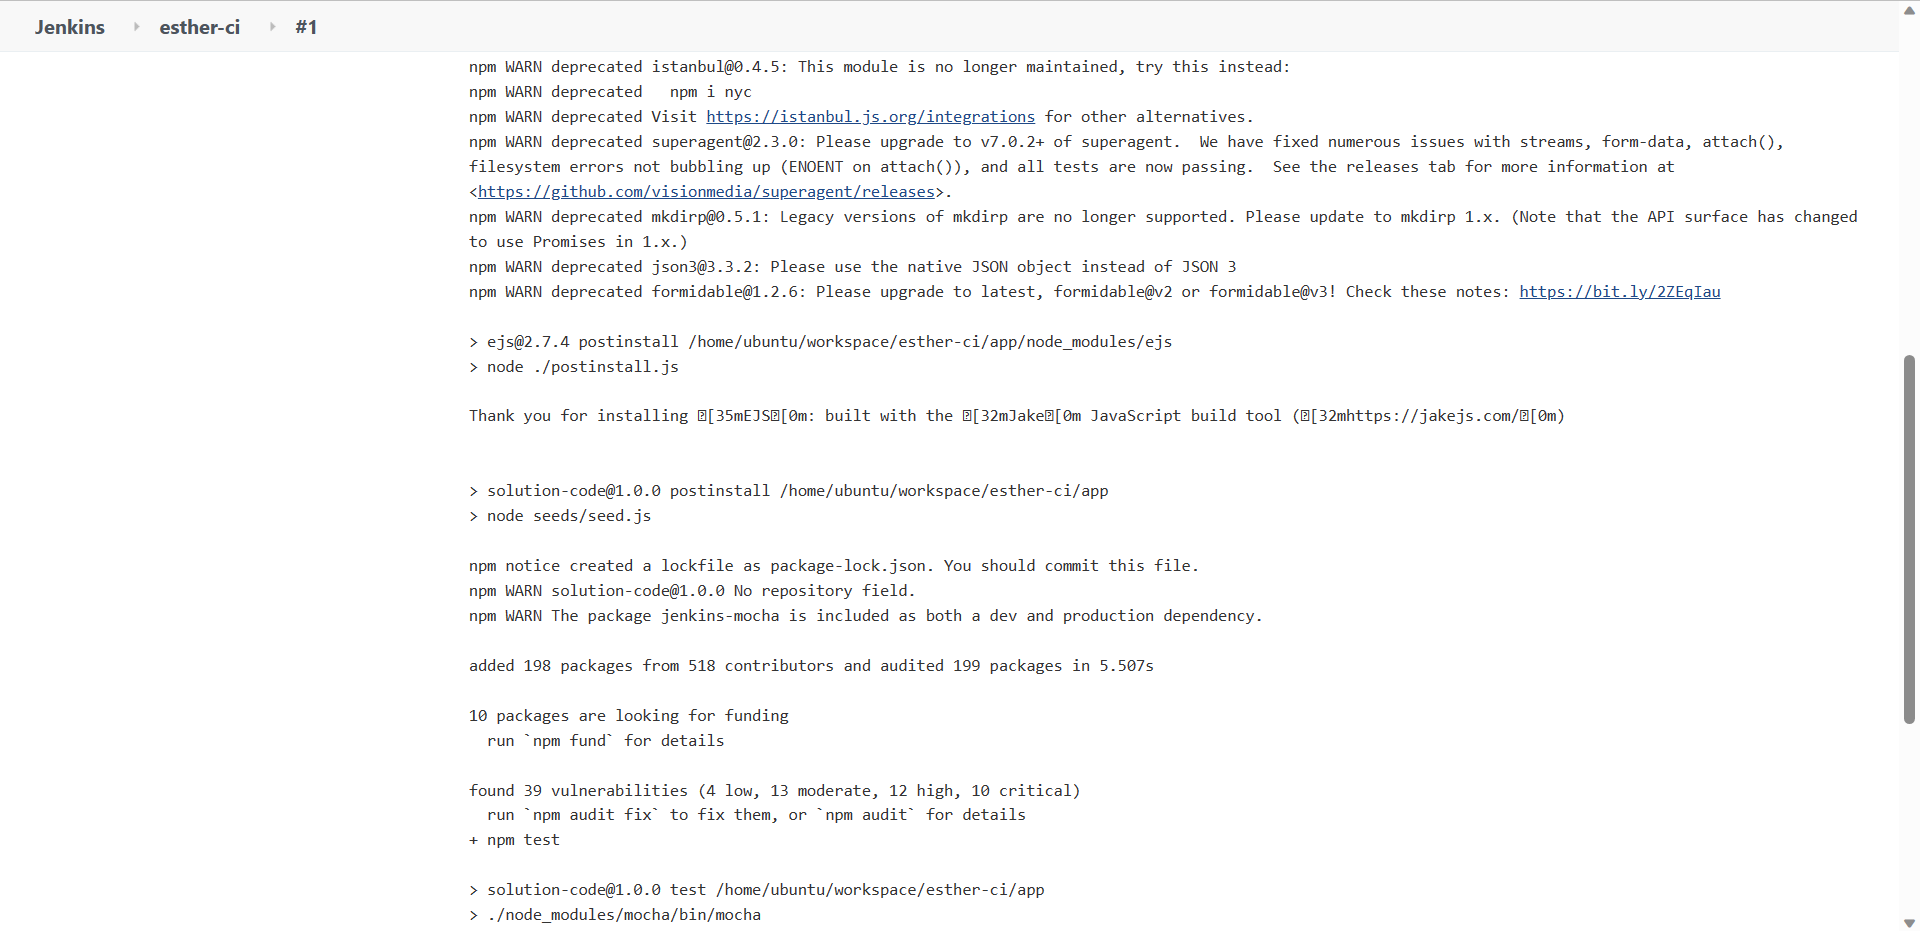 Jenkins esther-ci #1
npm WARN deprecated istanbul@0.4.5: This module is no longer maintained, try this instead:
npm WARN deprecated   npm i nyc
npm WARN deprecated Visit https://istanbul.js.org/integrations for other alternatives.
npm WARN deprecated superagent@2.3.0: Please upgrade to v7.0.2+ of superagent.  We have fixed numerous issues with streams, form-data, attach(),
filesystem errors not bubbling up (ENOENT on attach()), and all tests are now passing.  See the releases tab for more information at
<https://github.com/visionmedia/superagent/releases>.
npm WARN deprecated mkdirp@0.5.1: Legacy versions of mkdirp are no longer supported. Please update to mkdirp 1.x. (Note that the API surface has changed
to use Promises in 1.x.)
npm WARN deprecated json3@3.3.2: Please use the native JSON object instead of JSON 3
npm WARN deprecated formidable@1.2.6: Please upgrade to latest, formidable@v2 or formidable@v3! Check these notes: https://bit.ly/2ZEqIau
> ejs@2.7.4 postinstall /home/ubuntu/workspace/esther-ci/app/node_modules/ejs
> node ./postinstall.js
Thank you for installing [35mEJS[0m: built with the [32mJake[0m JavaScript build tool ([32mhttps://jakejs.com/[0m)
> solution-code@1.0.0 postinstall /home/ubuntu/workspace/esther-ci/app
> node seeds/seed.js
npm notice created a lockfile as package-lock.json. You should commit this file.
npm WARN solution-code@1.0.0 No repository field.
npm WARN The package jenkins-mocha is included as both a dev and production dependency.
added 198 packages from 518 contributors and audited 199 packages in 5.507s
10 packages are looking for funding
  run `npm fund` for details
found 39 vulnerabilities (4 low, 13 moderate, 12 high, 10 critical)
  run `npm audit fix` to fix them, or `npm audit` for details
+ npm test
> solution-code@1.0.0 test /home/ubuntu/workspace/esther-ci/app
> ./node_modules/mocha/bin/mocha